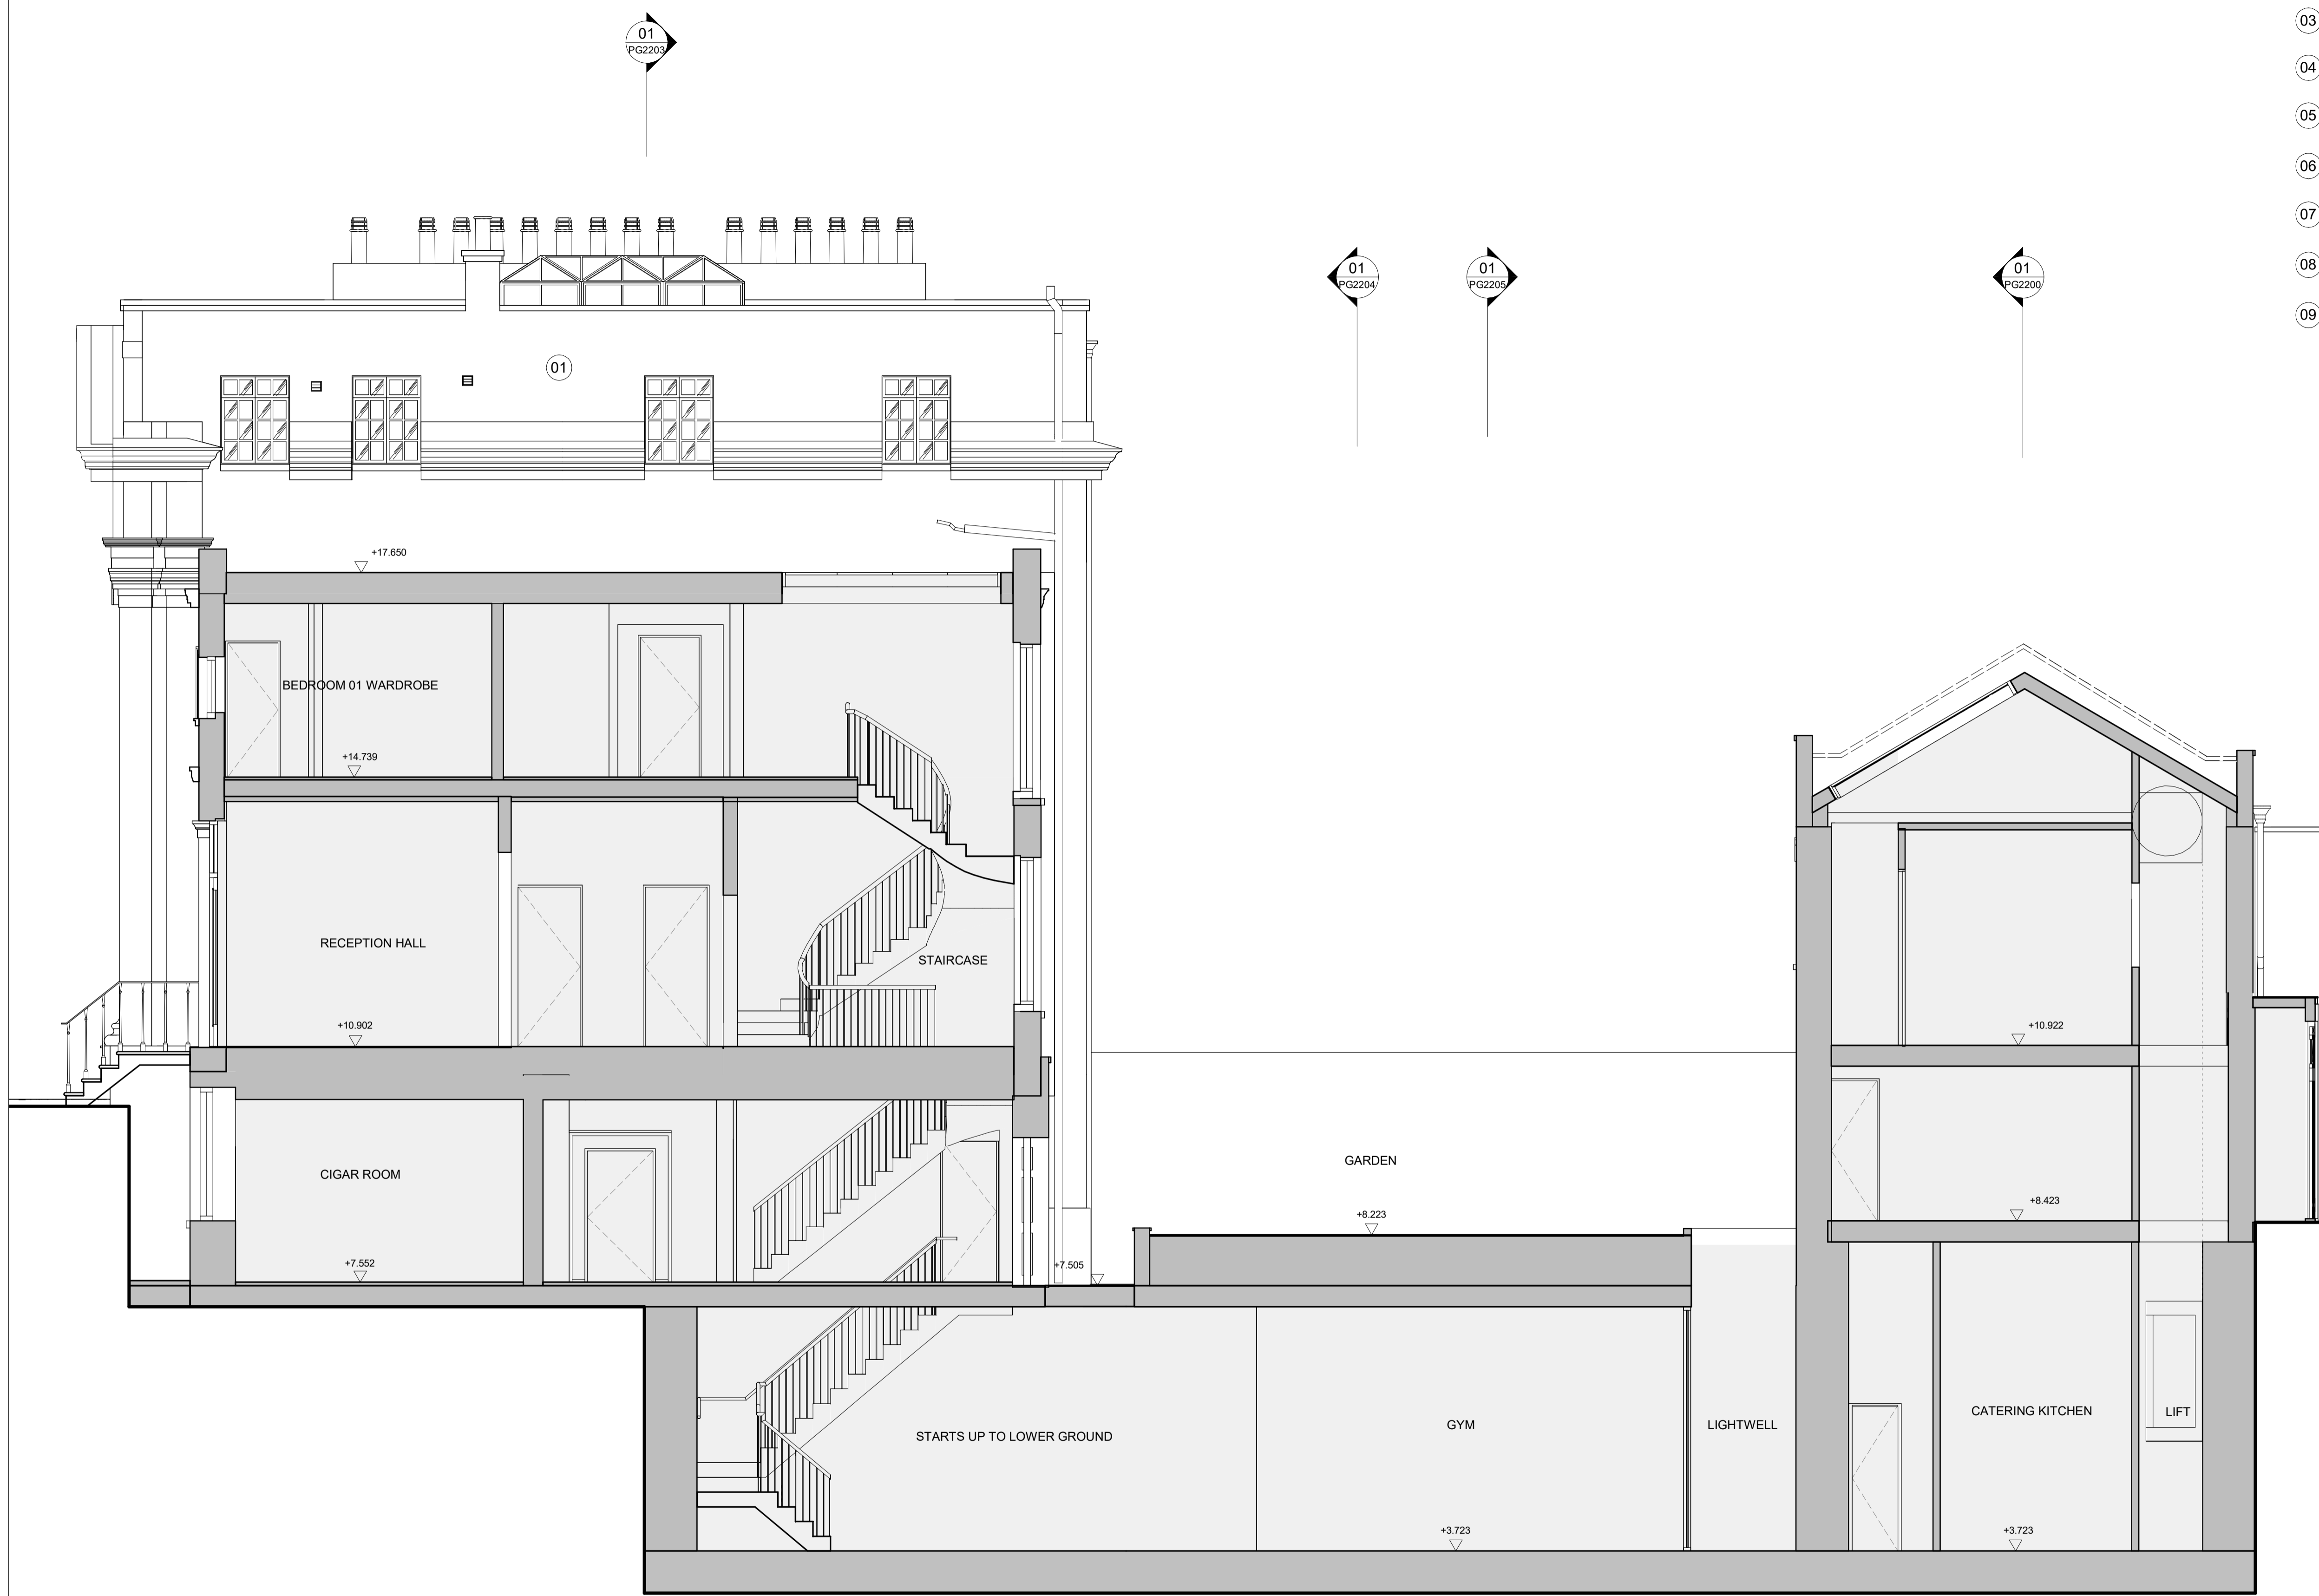 01
PG2203
03
04
05
06
07
08
09
01
PG2204
01
PG2205
01
PG2200
01
+17.650
BEDROOM 01 WARDROBE
+14.739
RECEPTION HALL
STAIRCASE
+10.902
+10.922
CIGAR ROOM
GARDEN
+8.423
+8.223
+7.552
+7.505
STARTS UP TO LOWER GROUND
GYM
LIGHTWELL
CATERING KITCHEN
LIFT
+3.723
+3.723